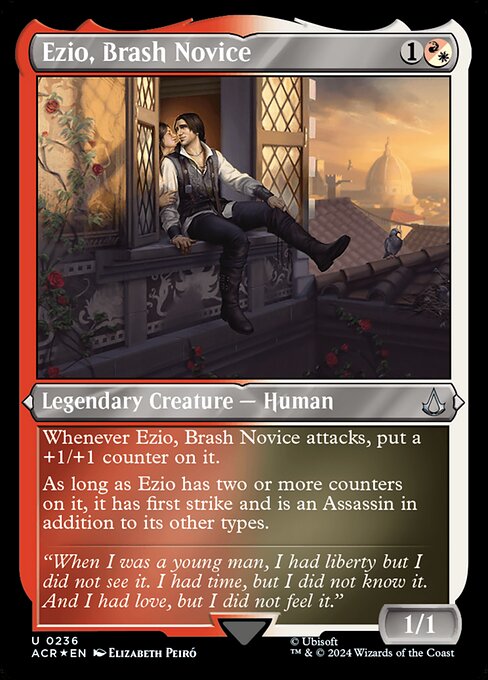 Ezio, Brash Novice 1
Legendary Creature — Human
Whenever Ezio, Brash Novice attacks, put a
+1/+1 counter on it.
As long as Ezio has two or more counters
on it, it has first strike and is an Assassin in
addition to its other types.
“When I was a young man, I had liberty but I
did not see it. I had time, but I did not know it.
And I had love, but I did not feel it.”
1/1
U 0236
ACR★EN Elizabeth Peiró
© Ubisoft
™ & © 2024 Wizards of the Coast